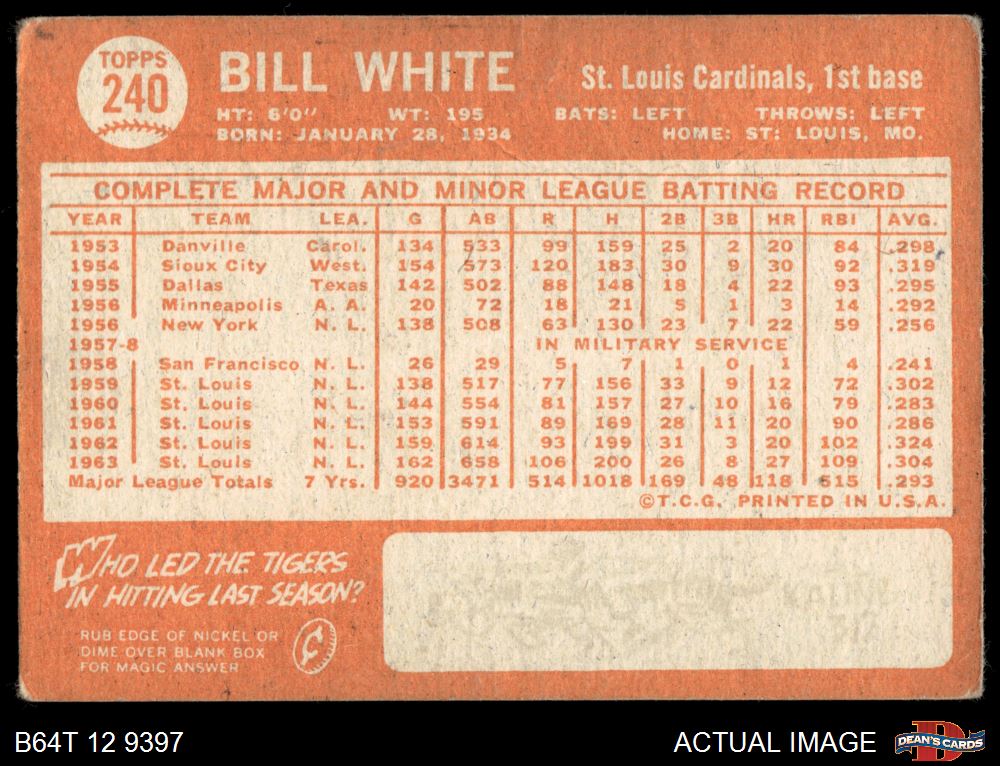 TOPPS
240
BILL WHITE
St. Louis Cardinals, 1st base
HT: 6'0" WT: 195 BATS: LEFT THROWS: LEFT
BORN: JANUARY 28, 1934 HOME: ST: LOUIS, MO.
COMPLETE MAJOR AND MINOR LEAGUE BATTING RECORD
YEAR TEAM LEA. G AB R H 2B 3B HR RBI AVG.
1953 Danville Carol. 134 533 99 159 25 2 20 84 .298
1954 Sioux City West. 154 573 120 183 30 9 30 92 .319
1955 Dallas Texas 142 502 88 148 18 4 22 93 .295
1956 Minneapolis A. A. 20 72 18 21 5 1 3 14 .292
1956 New York N. L. 138 508 63 130 23 7 22 59 .256
1957-8 IN MILITARY SERVICE
1958 San Francisco N. L. 26 29 5 7 1 0 1 4 .241
1959 St. Louis N. L. 138 517 77 156 33 9 12 72 .302
1960 St. Louis N. L. 144 554 81 157 27 10 16 79 .283
1961 St. Louis N. L. 153 591 89 169 28 11 20 90 .286
1962 St. Louis N. L. 159 614 93 199 31 3 20 102 .324
1963 St. Louis N. L. 162 658 106 200 26 8 27 109 .304
Major League Totals 7 Yrs. 920 3471 514 1018 169 48 118 515 .293
©T.C.G. PRINTED IN U.S.A.
WHO LED THE TIGERS
IN HITTING LAST SEASON?
RUB EDGE OF NICKEL OR
DIME OVER BLANK BOX
FOR MAGIC ANSWER
B64T 12 9397
ACTUAL IMAGE
DEAN'S CARDS